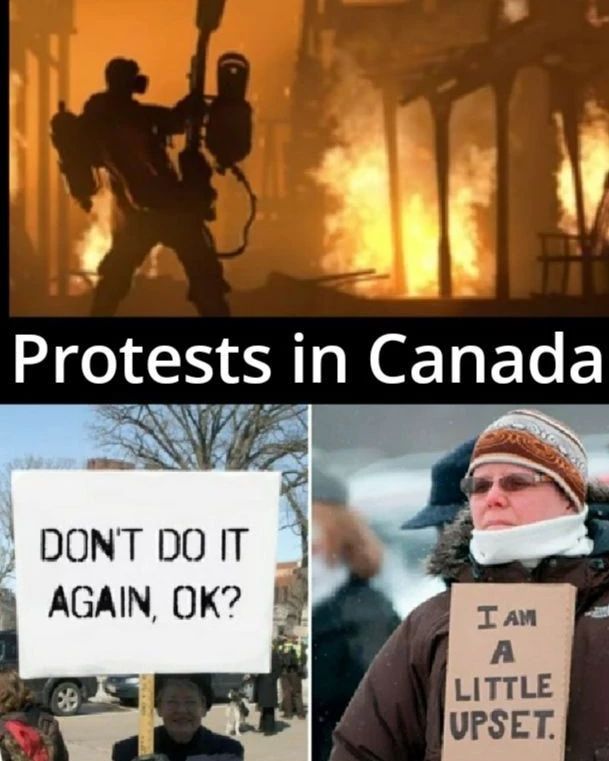 Protests in Canada
DON'T DO IT
AGAIN, OK?
I AM
A
LITTLE
UPSET.